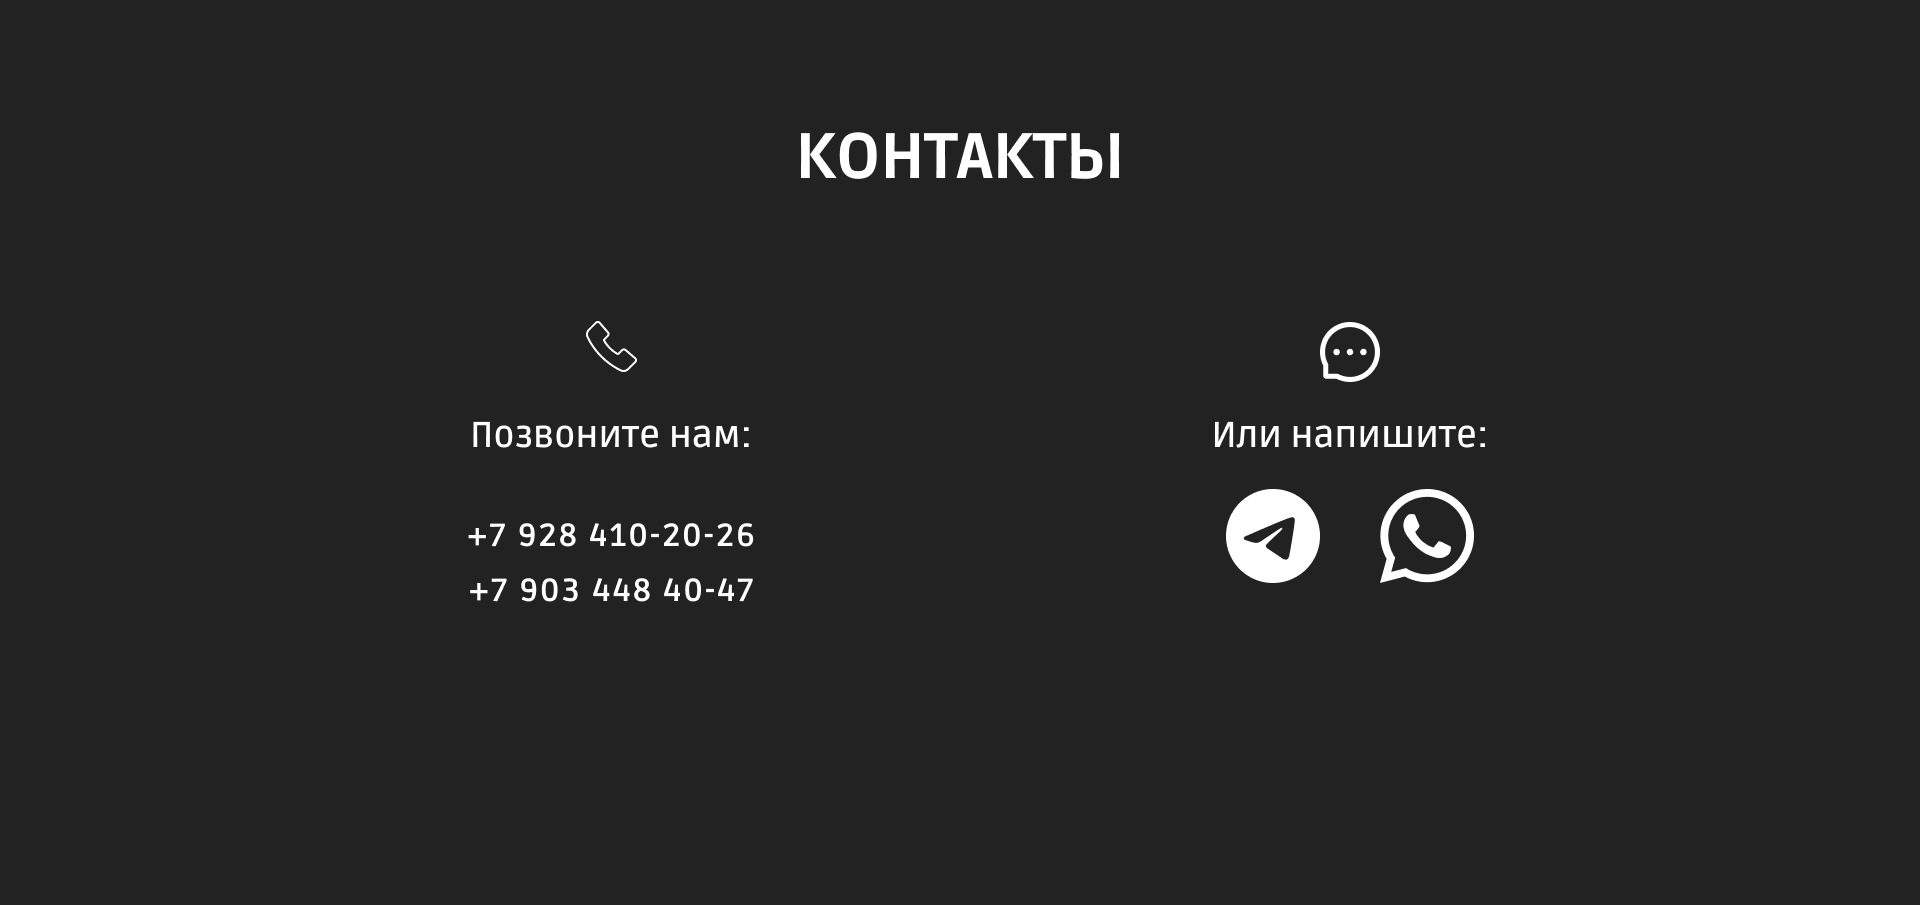 КОНТАКТЫ
Позвоните нам:
+7 928 410-20-26
+7 903 448 40-47
Или напишите: